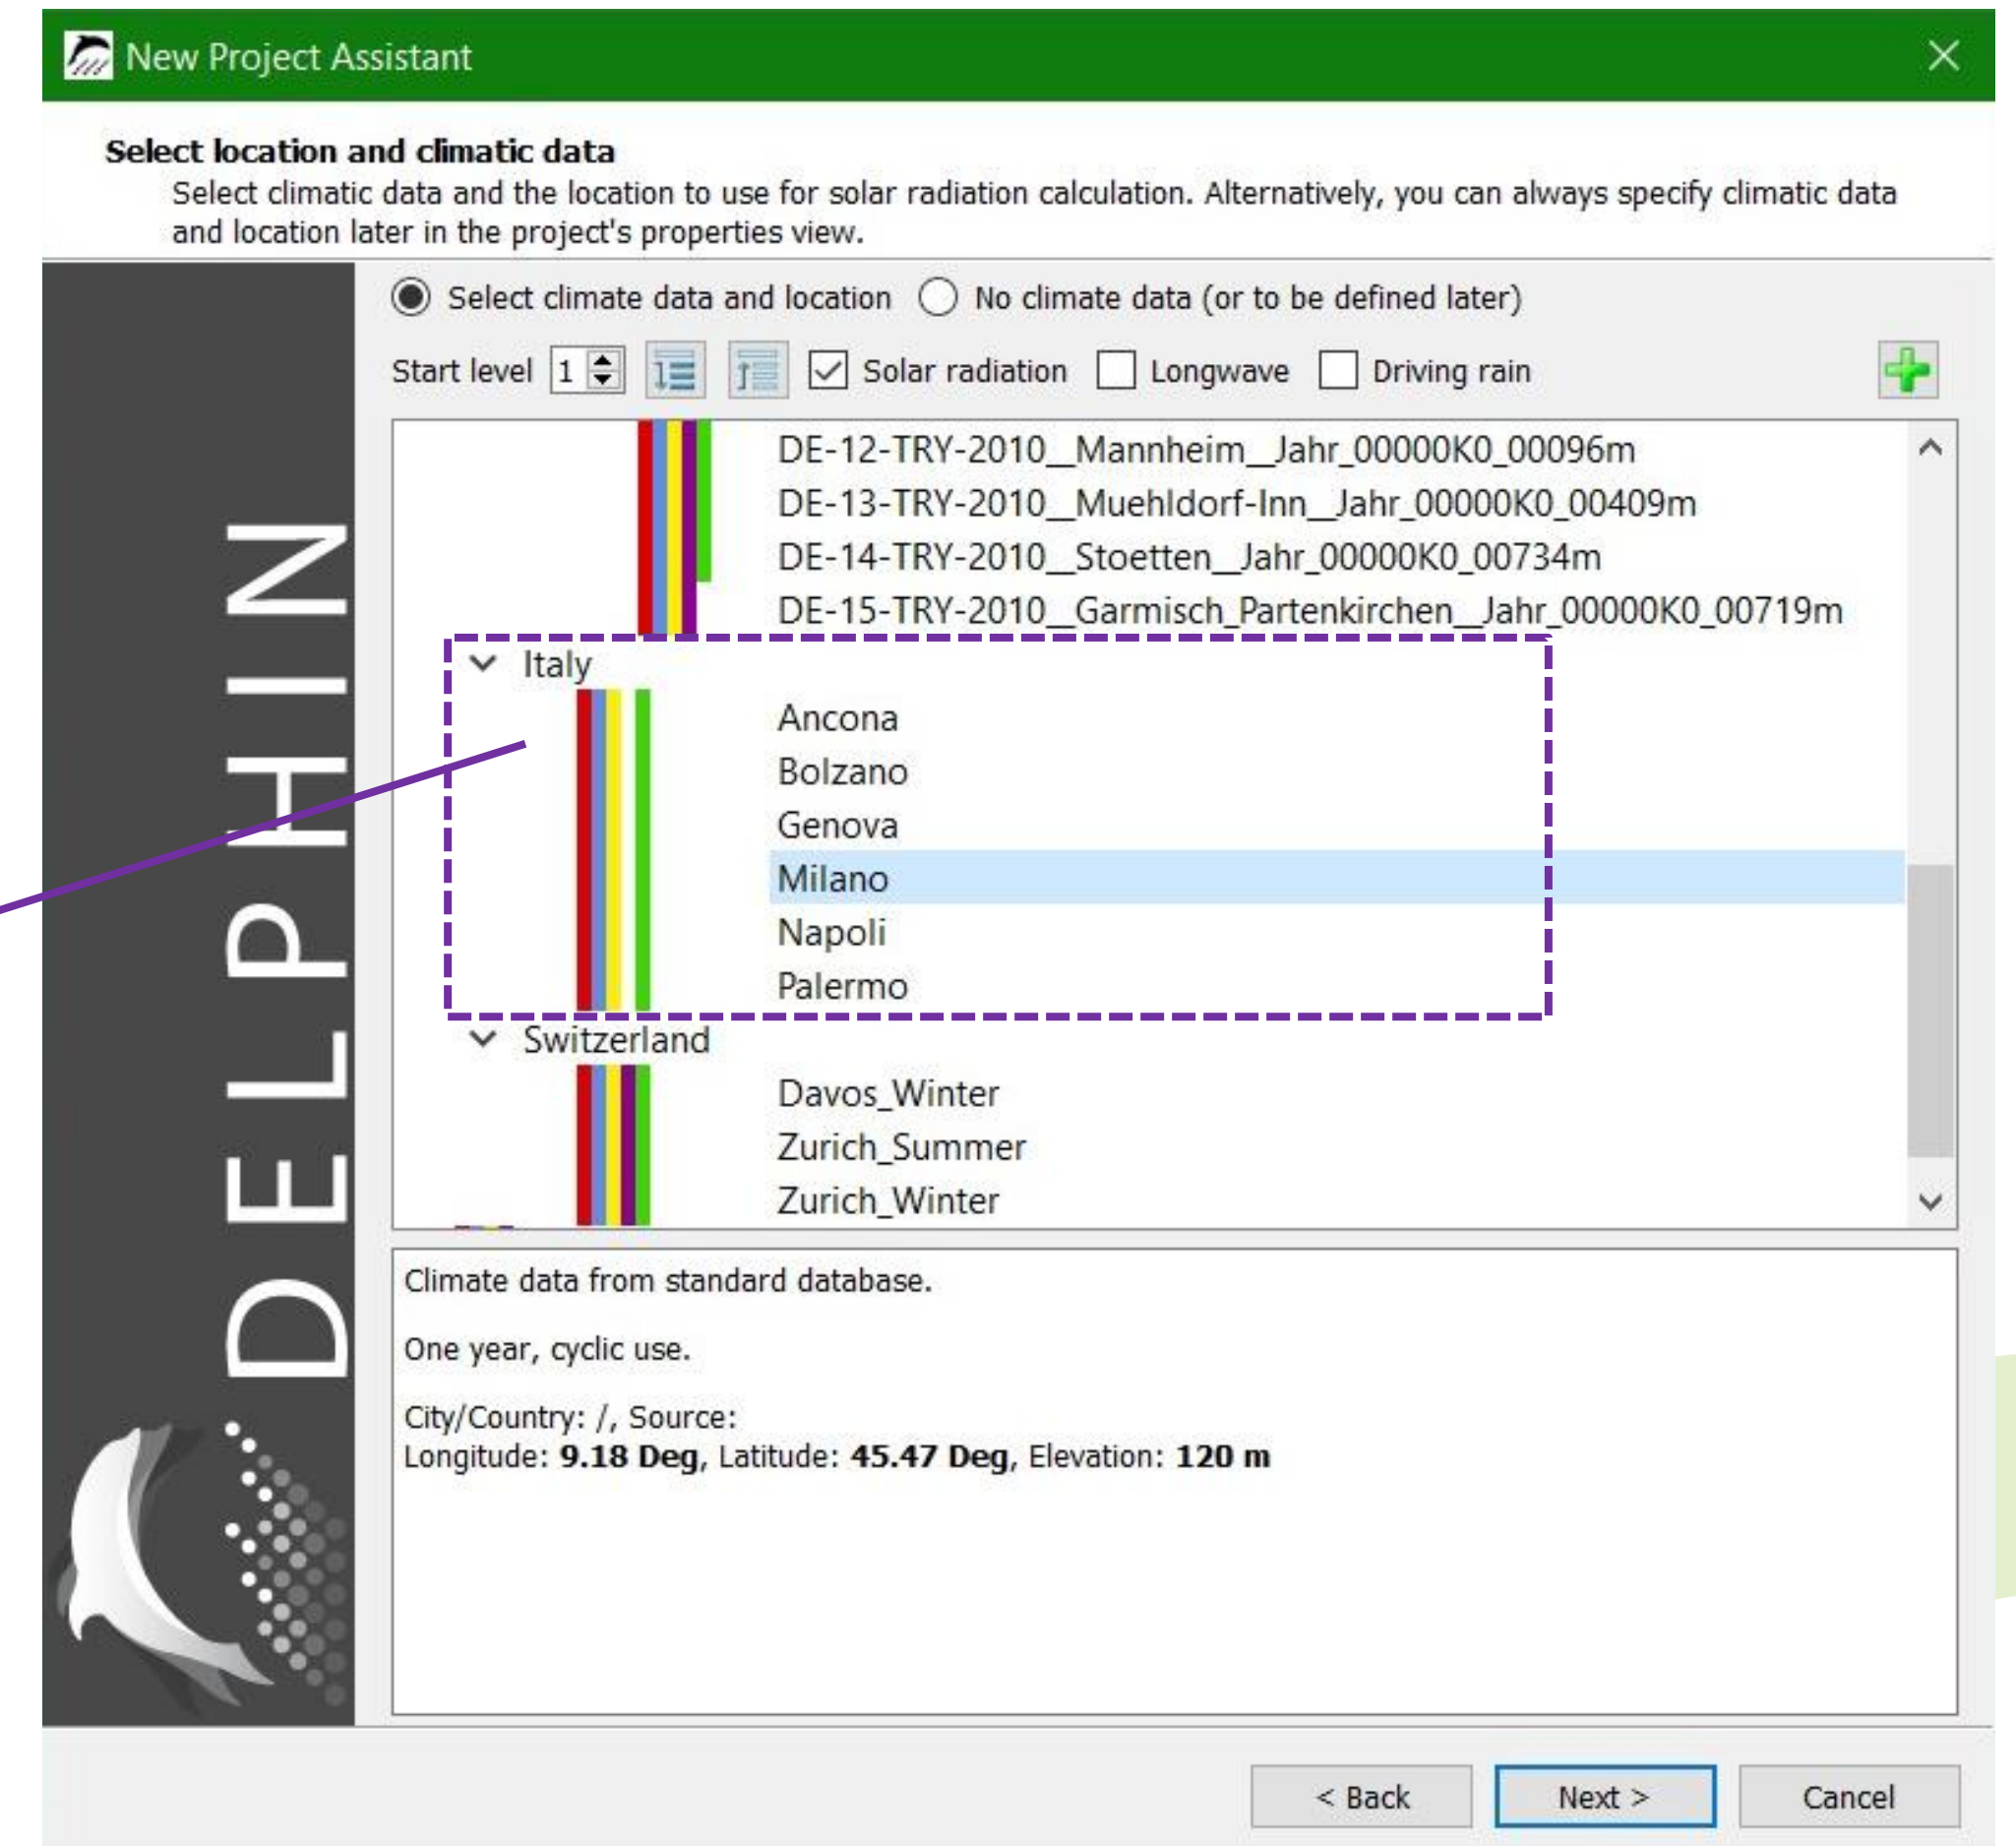 New Project Assistant
Select location and climatic data
Select climatic data and the location to use for solar radiation calculation. Alternatively, you can always specify climatic data
and location later in the project's properties view.
Select climate data and location No climate data (or to be defined later)
Start level 1 Solar radiation Longwave Driving rain
DE-12-TRY-2010__Mannheim__Jahr_00000K0_00096m
DE-13-TRY-2010__Muehldorf-Inn__Jahr_00000K0_00409m
DE-14-TRY-2010__Stoetten__Jahr_00000K0_00734m
DE-15-TRY-2010__Garmisch_Partenkirchen__Jahr_00000K0_00719m
Italy
Ancona
Bolzano
Genova
Milano
Napoli
Palermo
Switzerland
Davos_Winter
Zurich_Summer
Zurich_Winter
DELPHIN
Climate data from standard database.
One year, cyclic use.
City/Country: /, Source:
Longitude: 9.18 Deg, Latitude: 45.47 Deg, Elevation: 120 m
< Back Next > Cancel